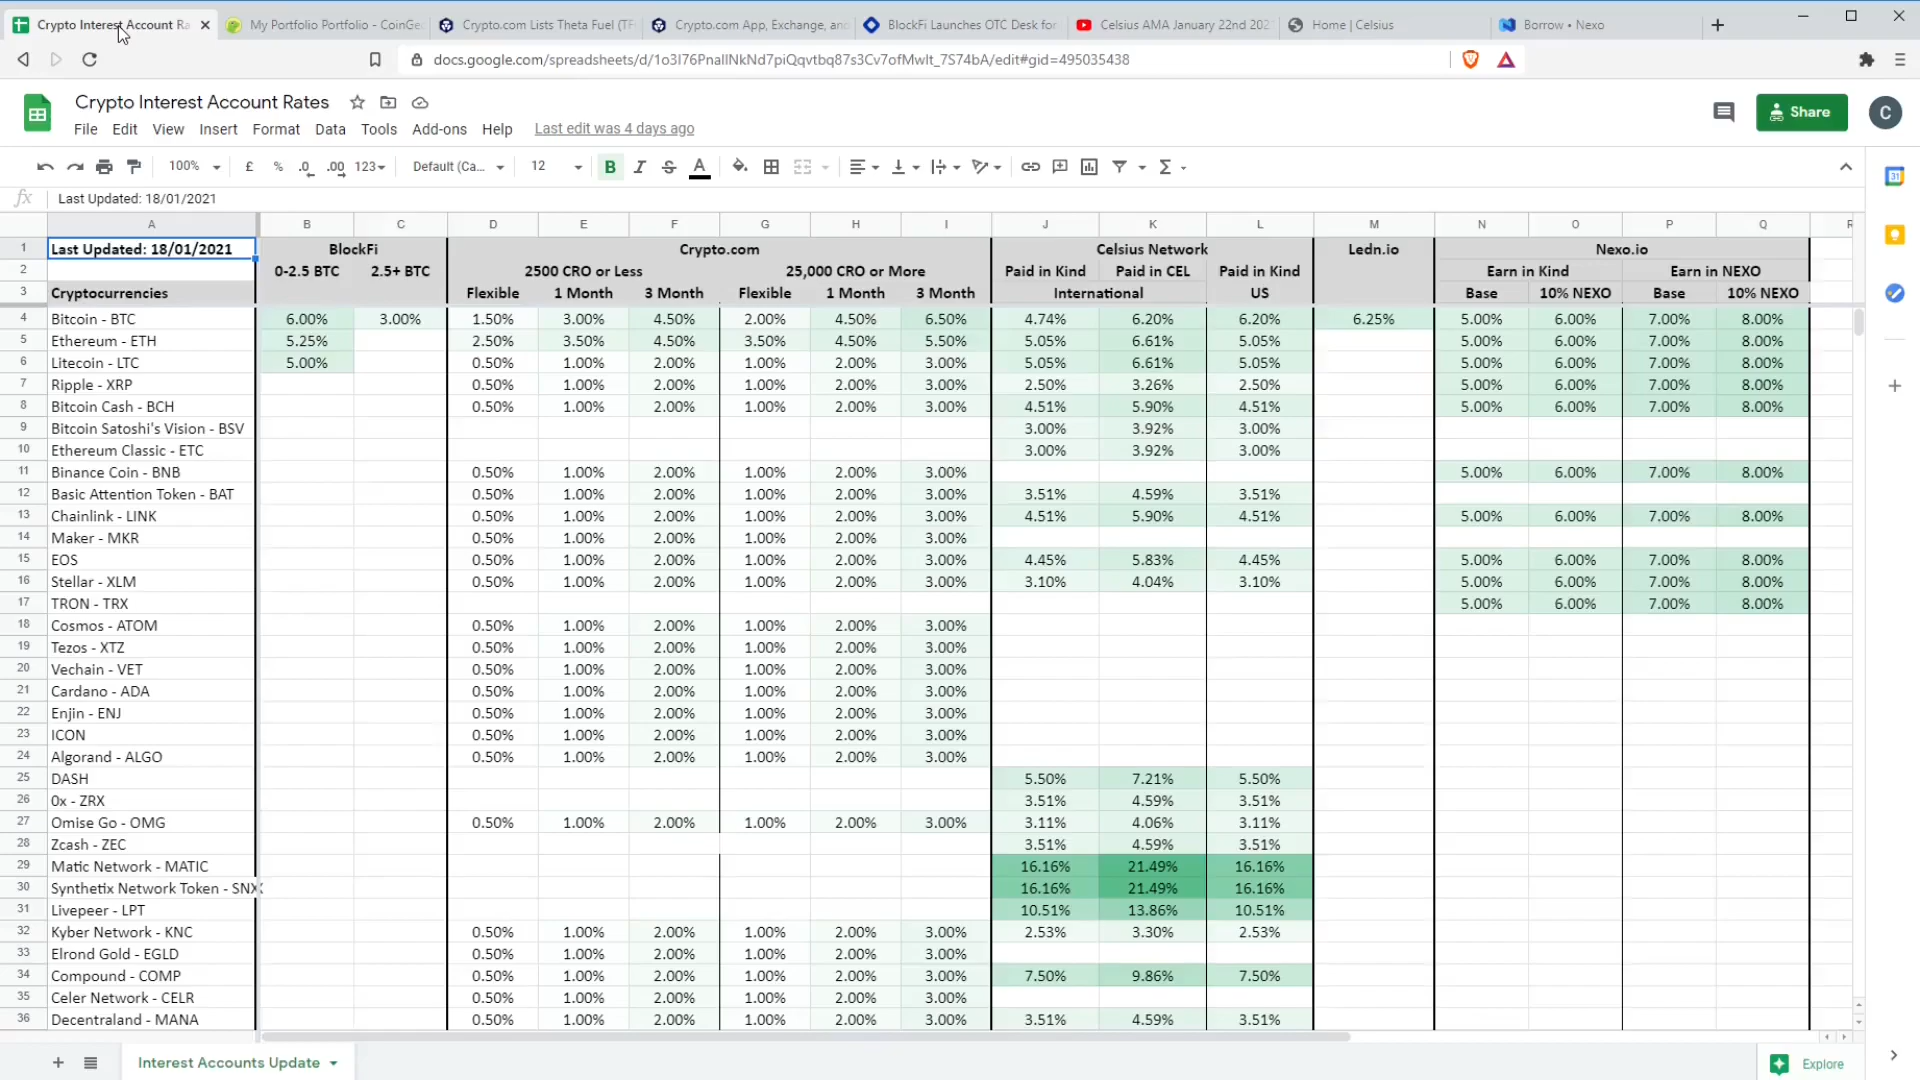 Crypto Interest Account Ra
My Portfolio Portfolio - CoinGe
Crypto.com Lists Theta Fuel (TF
Crypto.com App, Exchange, an
BlockFi Launches OTC Desk for
Celsius AMA January 22nd 202
Home | Celsius
Borrow • Nexo
Crypto Interest Account Rates
File Edit View Insert Format Data Tools Add-ons Help Last edit was 4 days ago
Share
C
100% £ % .0 .00 123 Default (Ca... 12 B I S A
fx Last Updated: 18/01/2021
A B C D E F G H I J K L M N O P Q R
1 Last Updated: 18/01/2021 BlockFi Crypto.com Celsius Network Ledn.io Nexo.io
2 0-2.5 BTC 2.5+ BTC 2500 CRO or Less 25,000 CRO or More Paid in Kind Paid in CEL Paid in Kind Earn in Kind Earn in NEXO
3 Cryptocurrencies Flexible 1 Month 3 Month Flexible 1 Month 3 Month International US Base 10% NEXO Base 10% NEXO
4 Bitcoin - BTC 6.00% 3.00% 1.50% 3.00% 4.50% 2.00% 4.50% 6.50% 4.74% 6.20% 6.20% 6.25% 5.00% 6.00% 7.00% 8.00%
5 Ethereum - ETH 5.25% 2.50% 3.50% 4.50% 3.50% 4.50% 5.50% 5.05% 6.61% 5.05% 5.00% 6.00% 7.00% 8.00%
6 Litecoin - LTC 5.00% 0.50% 1.00% 2.00% 1.00% 2.00% 3.00% 5.05% 6.61% 5.05% 5.00% 6.00% 7.00% 8.00%
7 Ripple - XRP 0.50% 1.00% 2.00% 1.00% 2.00% 3.00% 2.50% 3.26% 2.50% 5.00% 6.00% 7.00% 8.00%
8 Bitcoin Cash - BCH 0.50% 1.00% 2.00% 1.00% 2.00% 3.00% 4.51% 5.90% 4.51% 5.00% 6.00% 7.00% 8.00%
9 Bitcoin Satoshi's Vision - BSV 3.00% 3.92% 3.00%
10 Ethereum Classic - ETC 3.00% 3.92% 3.00%
11 Binance Coin - BNB 0.50% 1.00% 2.00% 1.00% 2.00% 3.00% 5.00% 6.00% 7.00% 8.00%
12 Basic Attention Token - BAT 0.50% 1.00% 2.00% 1.00% 2.00% 3.00% 3.51% 4.59% 3.51%
13 Chainlink - LINK 0.50% 1.00% 2.00% 1.00% 2.00% 3.00% 4.51% 5.90% 4.51% 5.00% 6.00% 7.00% 8.00%
14 Maker - MKR 0.50% 1.00% 2.00% 1.00% 2.00% 3.00%
15 EOS 0.50% 1.00% 2.00% 1.00% 2.00% 3.00% 4.45% 5.83% 4.45% 5.00% 6.00% 7.00% 8.00%
16 Stellar - XLM 0.50% 1.00% 2.00% 1.00% 2.00% 3.00% 3.10% 4.04% 3.10% 5.00% 6.00% 7.00% 8.00%
17 TRON - TRX 5.00% 6.00% 7.00% 8.00%
18 Cosmos - ATOM 0.50% 1.00% 2.00% 1.00% 2.00% 3.00%
19 Tezos - XTZ 0.50% 1.00% 2.00% 1.00% 2.00% 3.00%
20 Vechain - VET 0.50% 1.00% 2.00% 1.00% 2.00% 3.00%
21 Cardano - ADA 0.50% 1.00% 2.00% 1.00% 2.00% 3.00%
22 Enjin - ENJ 0.50% 1.00% 2.00% 1.00% 2.00% 3.00%
23 ICON 0.50% 1.00% 2.00% 1.00% 2.00% 3.00%
24 Algorand - ALGO 0.50% 1.00% 2.00% 1.00% 2.00% 3.00%
25 DASH 5.50% 7.21% 5.50%
26 0x - ZRX 3.51% 4.59% 3.51%
27 Omise Go - OMG 0.50% 1.00% 2.00% 1.00% 2.00% 3.00% 3.11% 4.06% 3.11%
28 Zcash - ZEC 3.51% 4.59% 3.51%
29 Matic Network - MATIC 16.16% 21.49% 16.16%
30 Synthetix Network Token - SNX 16.16% 21.49% 16.16%
31 Livepeer - LPT 10.51% 13.86% 10.51%
32 Kyber Network - KNC 0.50% 1.00% 2.00% 1.00% 2.00% 3.00% 2.53% 3.30% 2.53%
33 Elrond Gold - EGLD 0.50% 1.00% 2.00% 1.00% 2.00% 3.00%
34 Compound - COMP 0.50% 1.00% 2.00% 1.00% 2.00% 3.00% 7.50% 9.86% 7.50%
35 Celer Network - CELR 0.50% 1.00% 2.00% 1.00% 2.00% 3.00%
36 Decentraland - MANA 0.50% 1.00% 2.00% 1.00% 2.00% 3.00% 3.51% 4.59% 3.51%
Interest Accounts Update
Explore